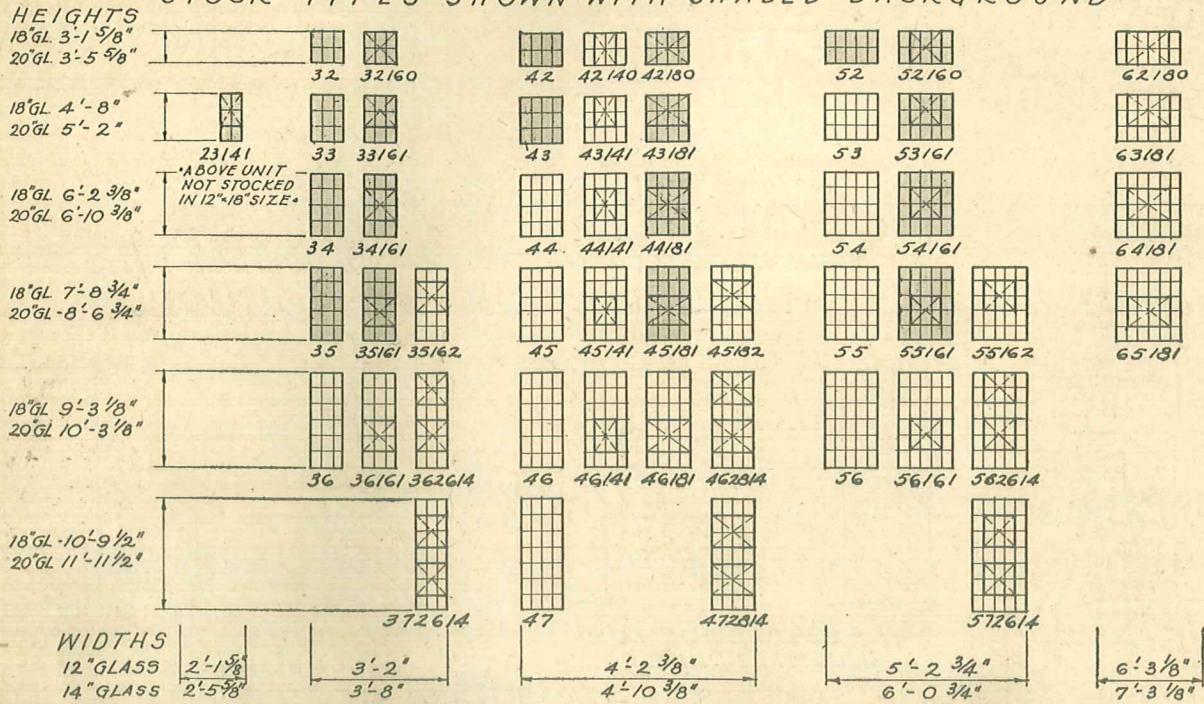 STOCK TYPES SHOWN WITH SHADED BACKGROUND
HEIGHTS
18"GL. 3'-1 5/8"
20"GL. 3'-5 5/8"
32 32160 42 42140 42180 52 52160 62180
18"GL. 4'-8"
20"GL 5'-2"
23141 33 33161 43 43141 43181 53 53161 63181
•ABOVE UNIT
NOT STOCKED
IN 12"×18" SIZE•
18"GL 6'-2 3/8"
20"GL 6'-10 3/8"
34 34161 44 44141 44181 54 54161 64181
18"GL 7'-8 3/4"
20"GL-8'-6 3/4"
35 35161 35162 45 45141 45181 45182 55 55161 55162 65181
18"GL 9'-3 1/8"
20"GL 10'-3 1/8"
36 36161 362614 46 46141 46181 462814 56 56161 562614
18"GL-10'-9 1/2"
20"GL 11'-11 1/2"
372614 47 472814 572614
WIDTHS
12"GLASS 2'-1 5/8" 3'-2" 4'-2 3/8" 5'-2 3/4" 6'-3 1/8"
14"GLASS 2'-5 5/8" 3'-8" 4'-10 3/8" 6'-0 3/4" 7'-3 1/8"